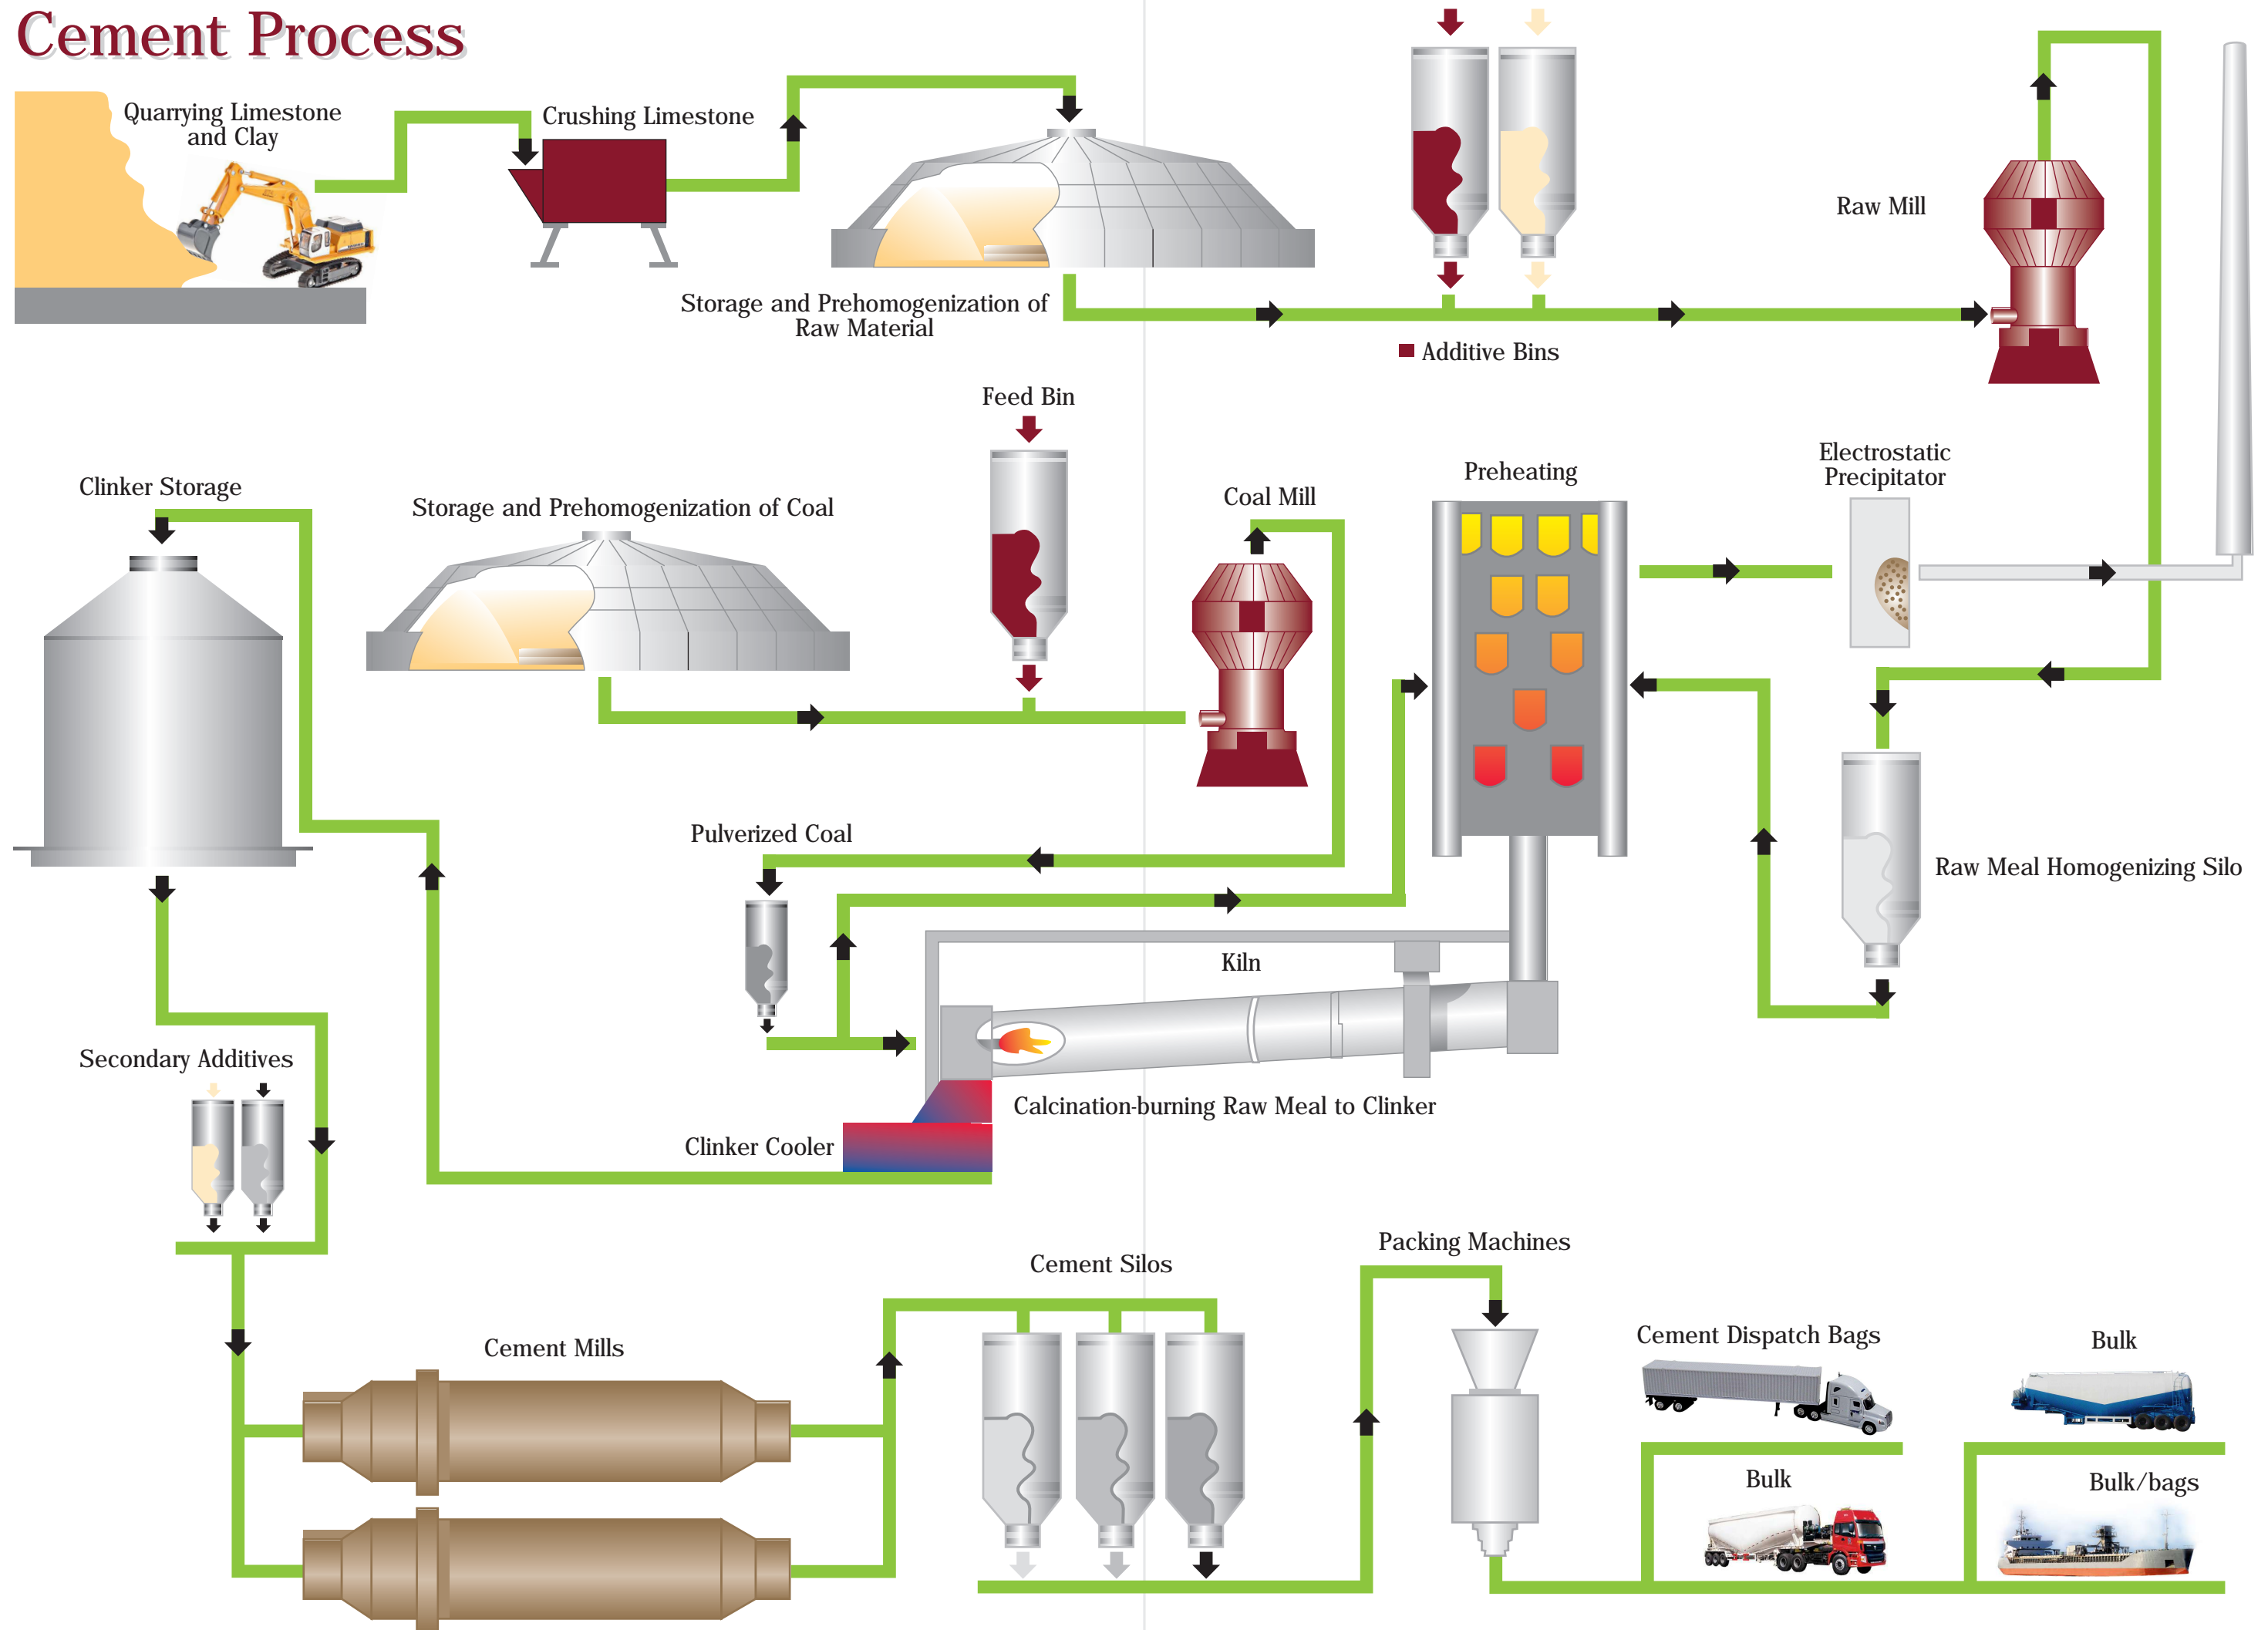 Cement Process
Quarrying Limestone
and Clay
Crushing Limestone
Storage and Prehomogenization of
Raw Material
Additive Bins
Raw Mill
Feed Bin
Clinker Storage
Storage and Prehomogenization of Coal
Coal Mill
Preheating
Electrostatic
Precipitator
Pulverized Coal
Raw Meal Homogenizing Silo
Kiln
Secondary Additives
Calcination-burning Raw Meal to Clinker
Clinker Cooler
Packing Machines
Cement Silos
Cement Mills
Cement Dispatch Bags
Bulk
Bulk
Bulk/bags